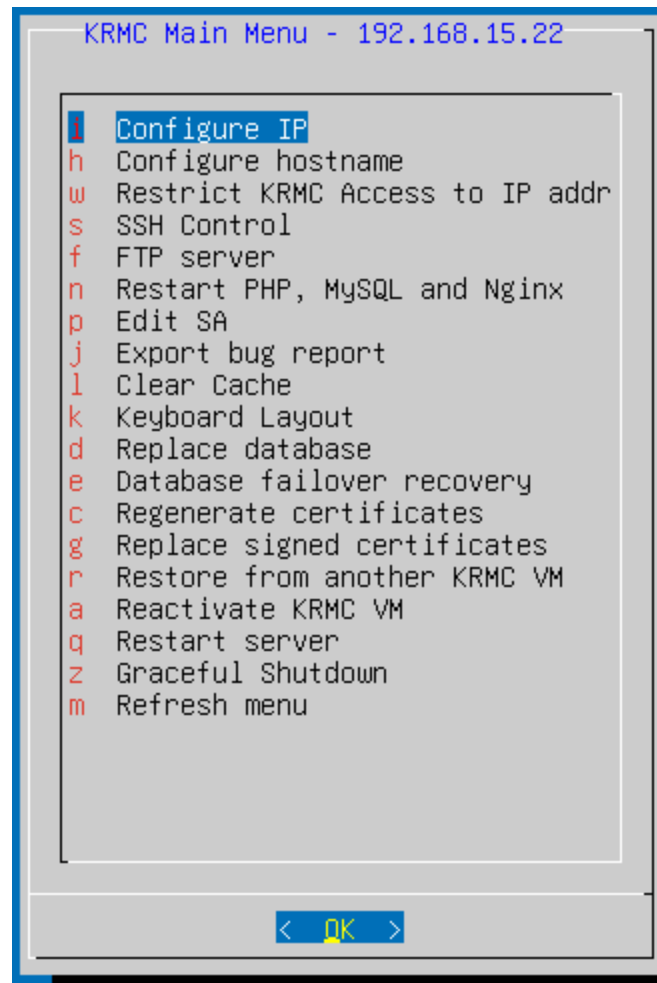 KRMC Main Menu - 192.168.15.22
i Configure IP
h Configure hostname
w Restrict KRMC Access to IP addr
s SSH Control
f FTP server
n Restart PHP, MySQL and Nginx
p Edit SA
j Export bug report
l Clear Cache
k Keyboard Layout
d Replace database
e Database failover recovery
c Regenerate certificates
g Replace signed certificates
r Restore from another KRMC VM
a Reactivate KRMC VM
q Restart server
z Graceful Shutdown
m Refresh menu
< OK >